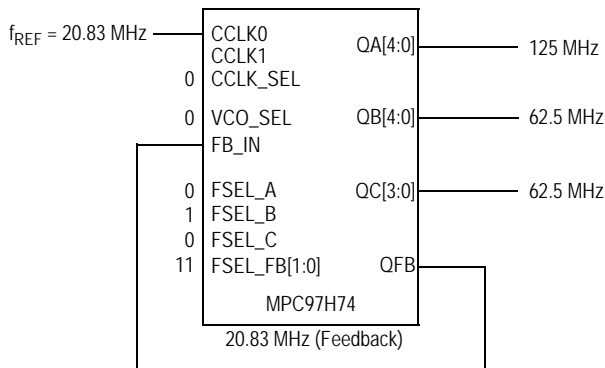 f_REF = 20.83 MHz
CCLK0
CCLK1
0 CCLK_SEL
0 VCO_SEL
FB_IN
0 FSEL_A
1 FSEL_B
0 FSEL_C
11 FSEL_FB[1:0]
QA[4:0] 125 MHz
QB[4:0] 62.5 MHz
QC[3:0] 62.5 MHz
QFB
MPC97H74
20.83 MHz (Feedback)